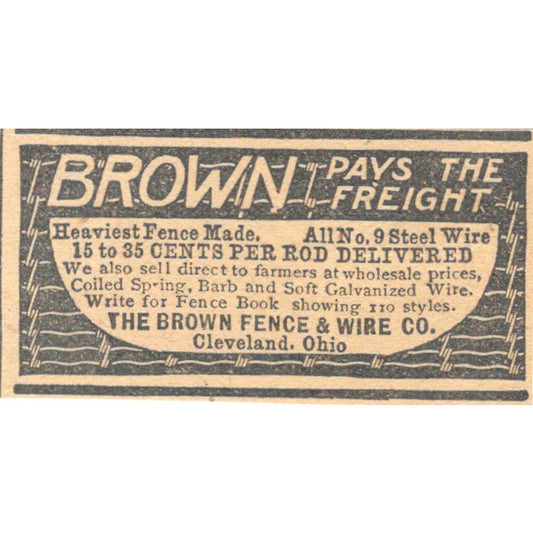 BROWN PAYS THE FREIGHT
Heaviest Fence Made. All No. 9 Steel Wire
15 to 35 CENTS PER ROD DELIVERED
We also sell direct to farmers at wholesale prices,
Coiled Spring, Barb and Soft Galvanized Wire.
Write for Fence Book showing 110 styles.
THE BROWN FENCE & WIRE CO.
Cleveland, Ohio